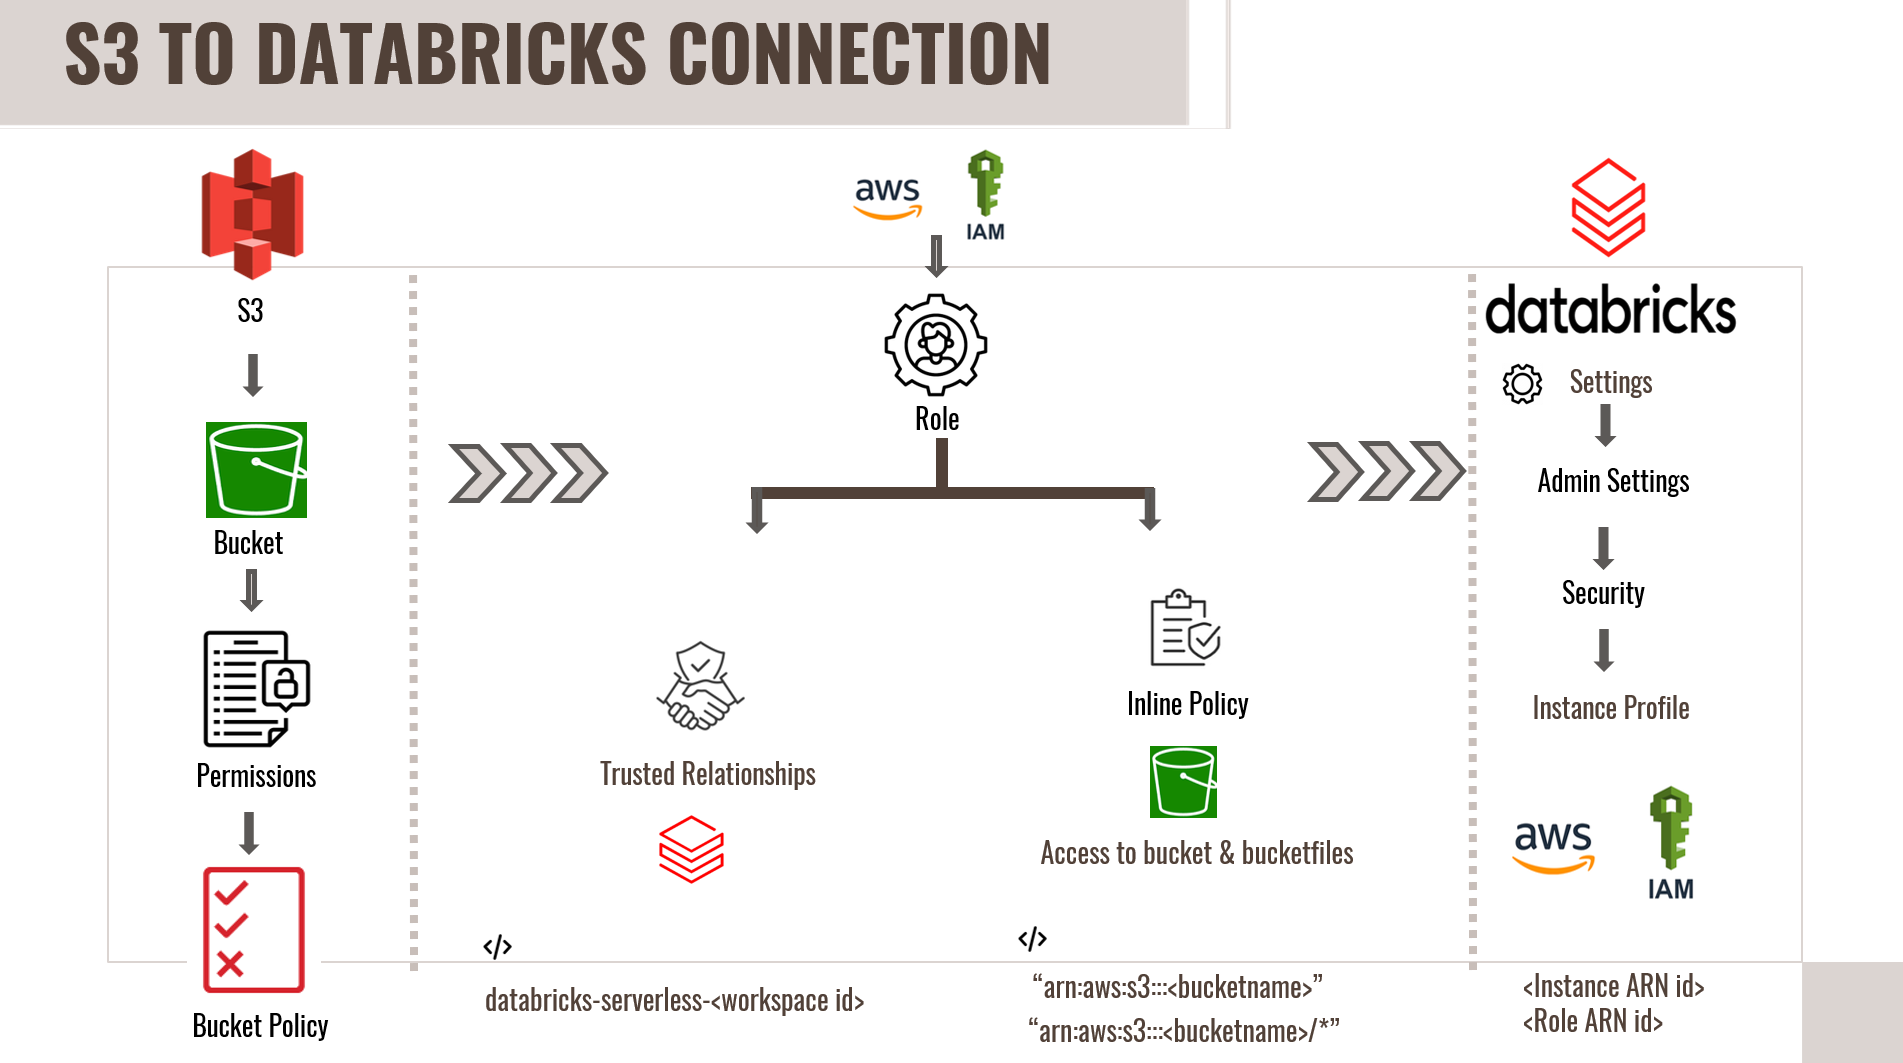 S3 TO DATABRICKS CONNECTION
S3
Bucket
Permissions
Bucket Policy
aws
IAM
Role
Trusted Relationships
</>
databricks-serverless-<workspace id>
Inline Policy
Access to bucket & bucketfiles
</>
“arn:aws:s3:::<bucketname>”
“arn:aws:s3:::<bucketname>/*”
databricks
Settings
Admin Settings
Security
Instance Profile
aws
IAM
<Instance ARN id>
<Role ARN id>